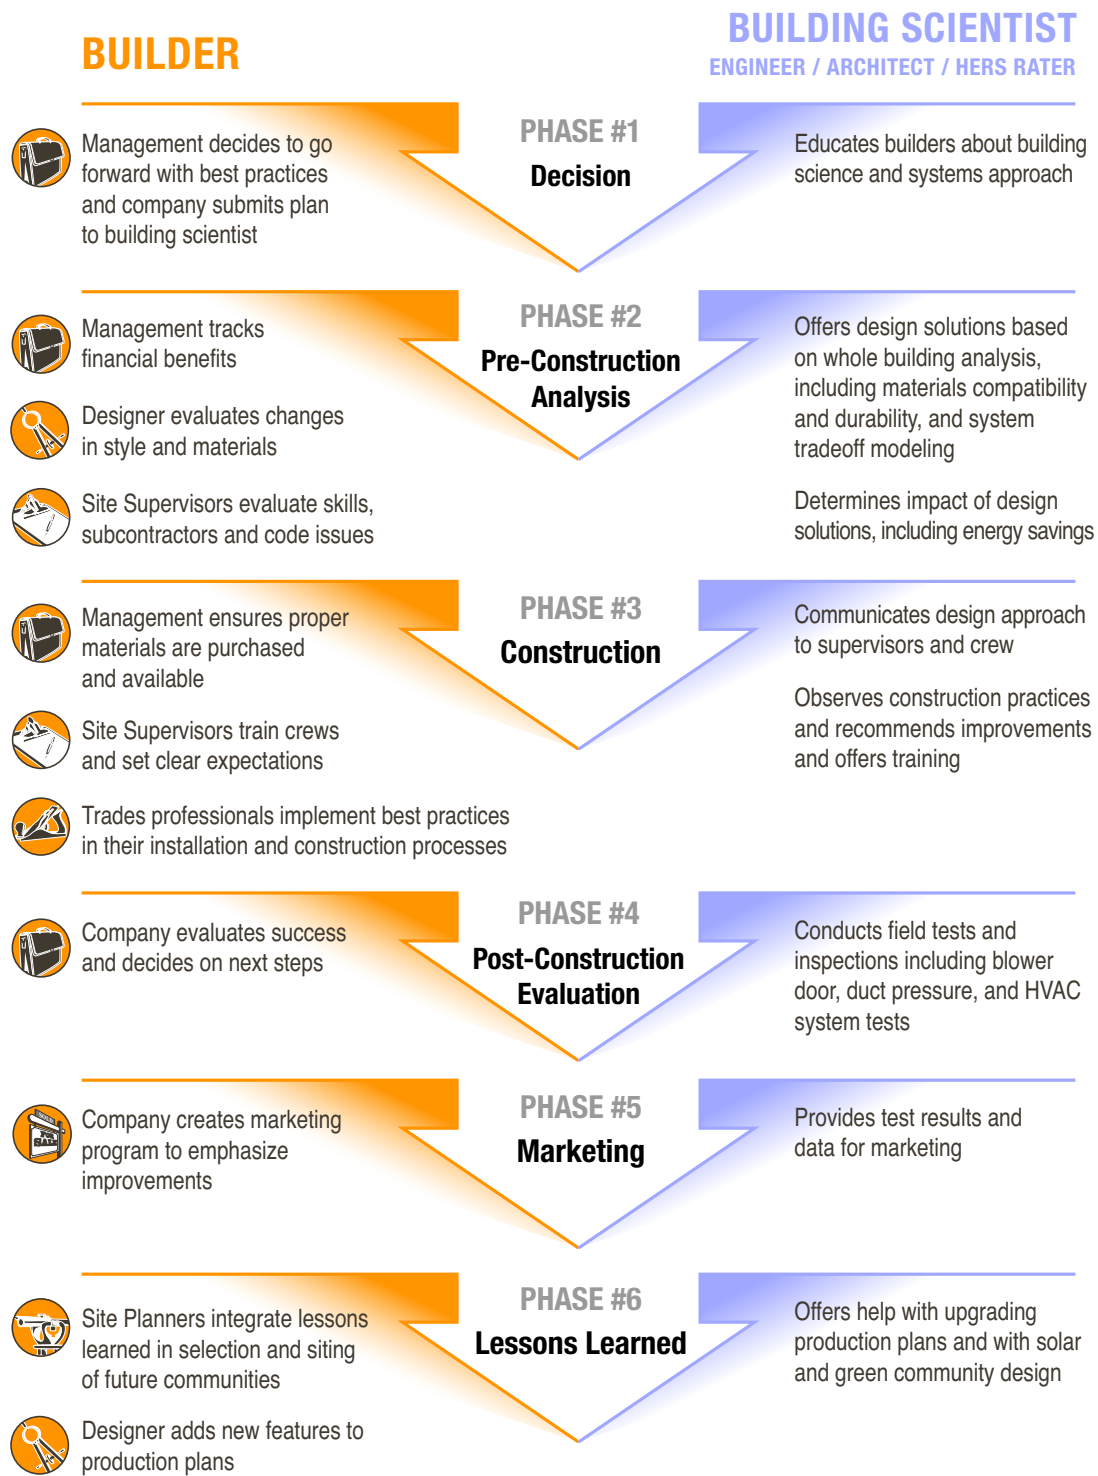 BUILDER
BUILDING SCIENTIST
ENGINEER / ARCHITECT / HERS RATER
PHASE #1
Decision
Management decides to go
forward with best practices
and company submits plan
to building scientist
Educates builders about building
science and systems approach
PHASE #2
Pre-Construction
Analysis
Management tracks
financial benefits
Designer evaluates changes
in style and materials
Site Supervisors evaluate skills,
subcontractors and code issues
Offers design solutions based
on whole building analysis,
including materials compatibility
and durability, and system
tradeoff modeling
Determines impact of design
solutions, including energy savings
PHASE #3
Construction
Management ensures proper
materials are purchased
and available
Site Supervisors train crews
and set clear expectations
Trades professionals implement best practices
in their installation and construction processes
Communicates design approach
to supervisors and crew
Observes construction practices
and recommends improvements
and offers training
PHASE #4
Post-Construction
Evaluation
Company evaluates success
and decides on next steps
Conducts field tests and
inspections including blower
door, duct pressure, and HVAC
system tests
PHASE #5
Marketing
FOR
SALE
Company creates marketing
program to emphasize
improvements
Provides test results and
data for marketing
PHASE #6
Lessons Learned
Site Planners integrate lessons
learned in selection and siting
of future communities
Designer adds new features to
production plans
Offers help with upgrading
production plans and with solar
and green community design